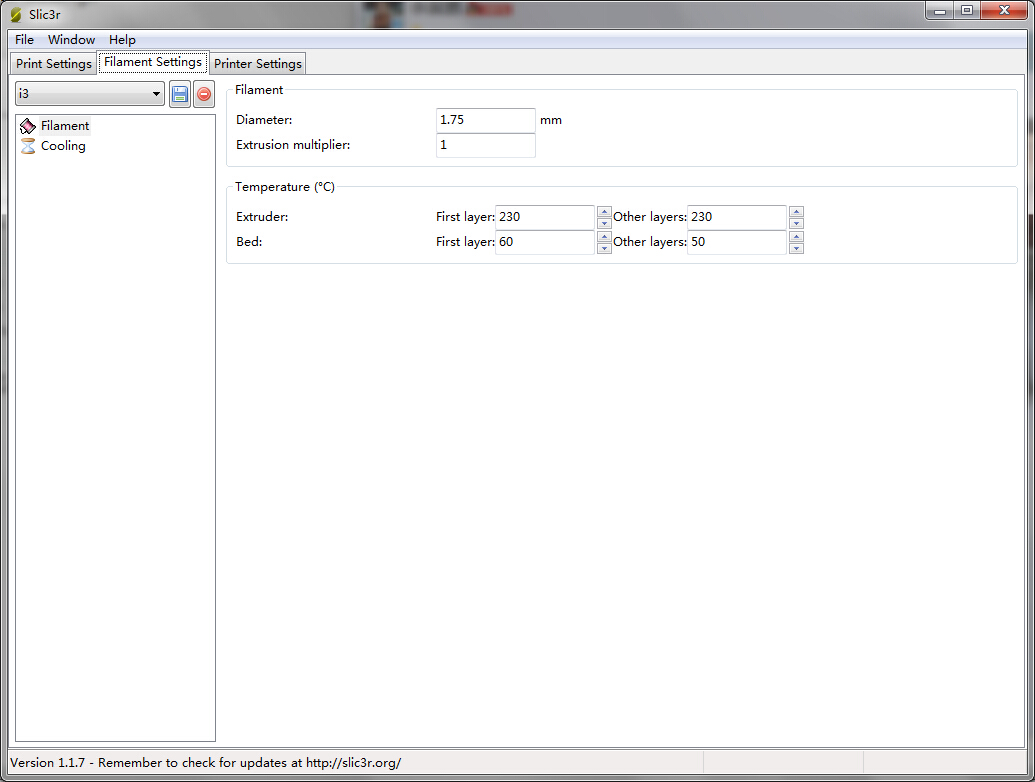 Slic3r
File Window Help
Print Settings Filament Settings Printer Settings
i3
Filament
Cooling
Filament
Diameter: 1.75 mm
Extrusion multiplier: 1
Temperature (°C)
Extruder: First layer: 230 Other layers: 230
Bed: First layer: 60 Other layers: 50
Version 1.1.7 - Remember to check for updates at http://slic3r.org/